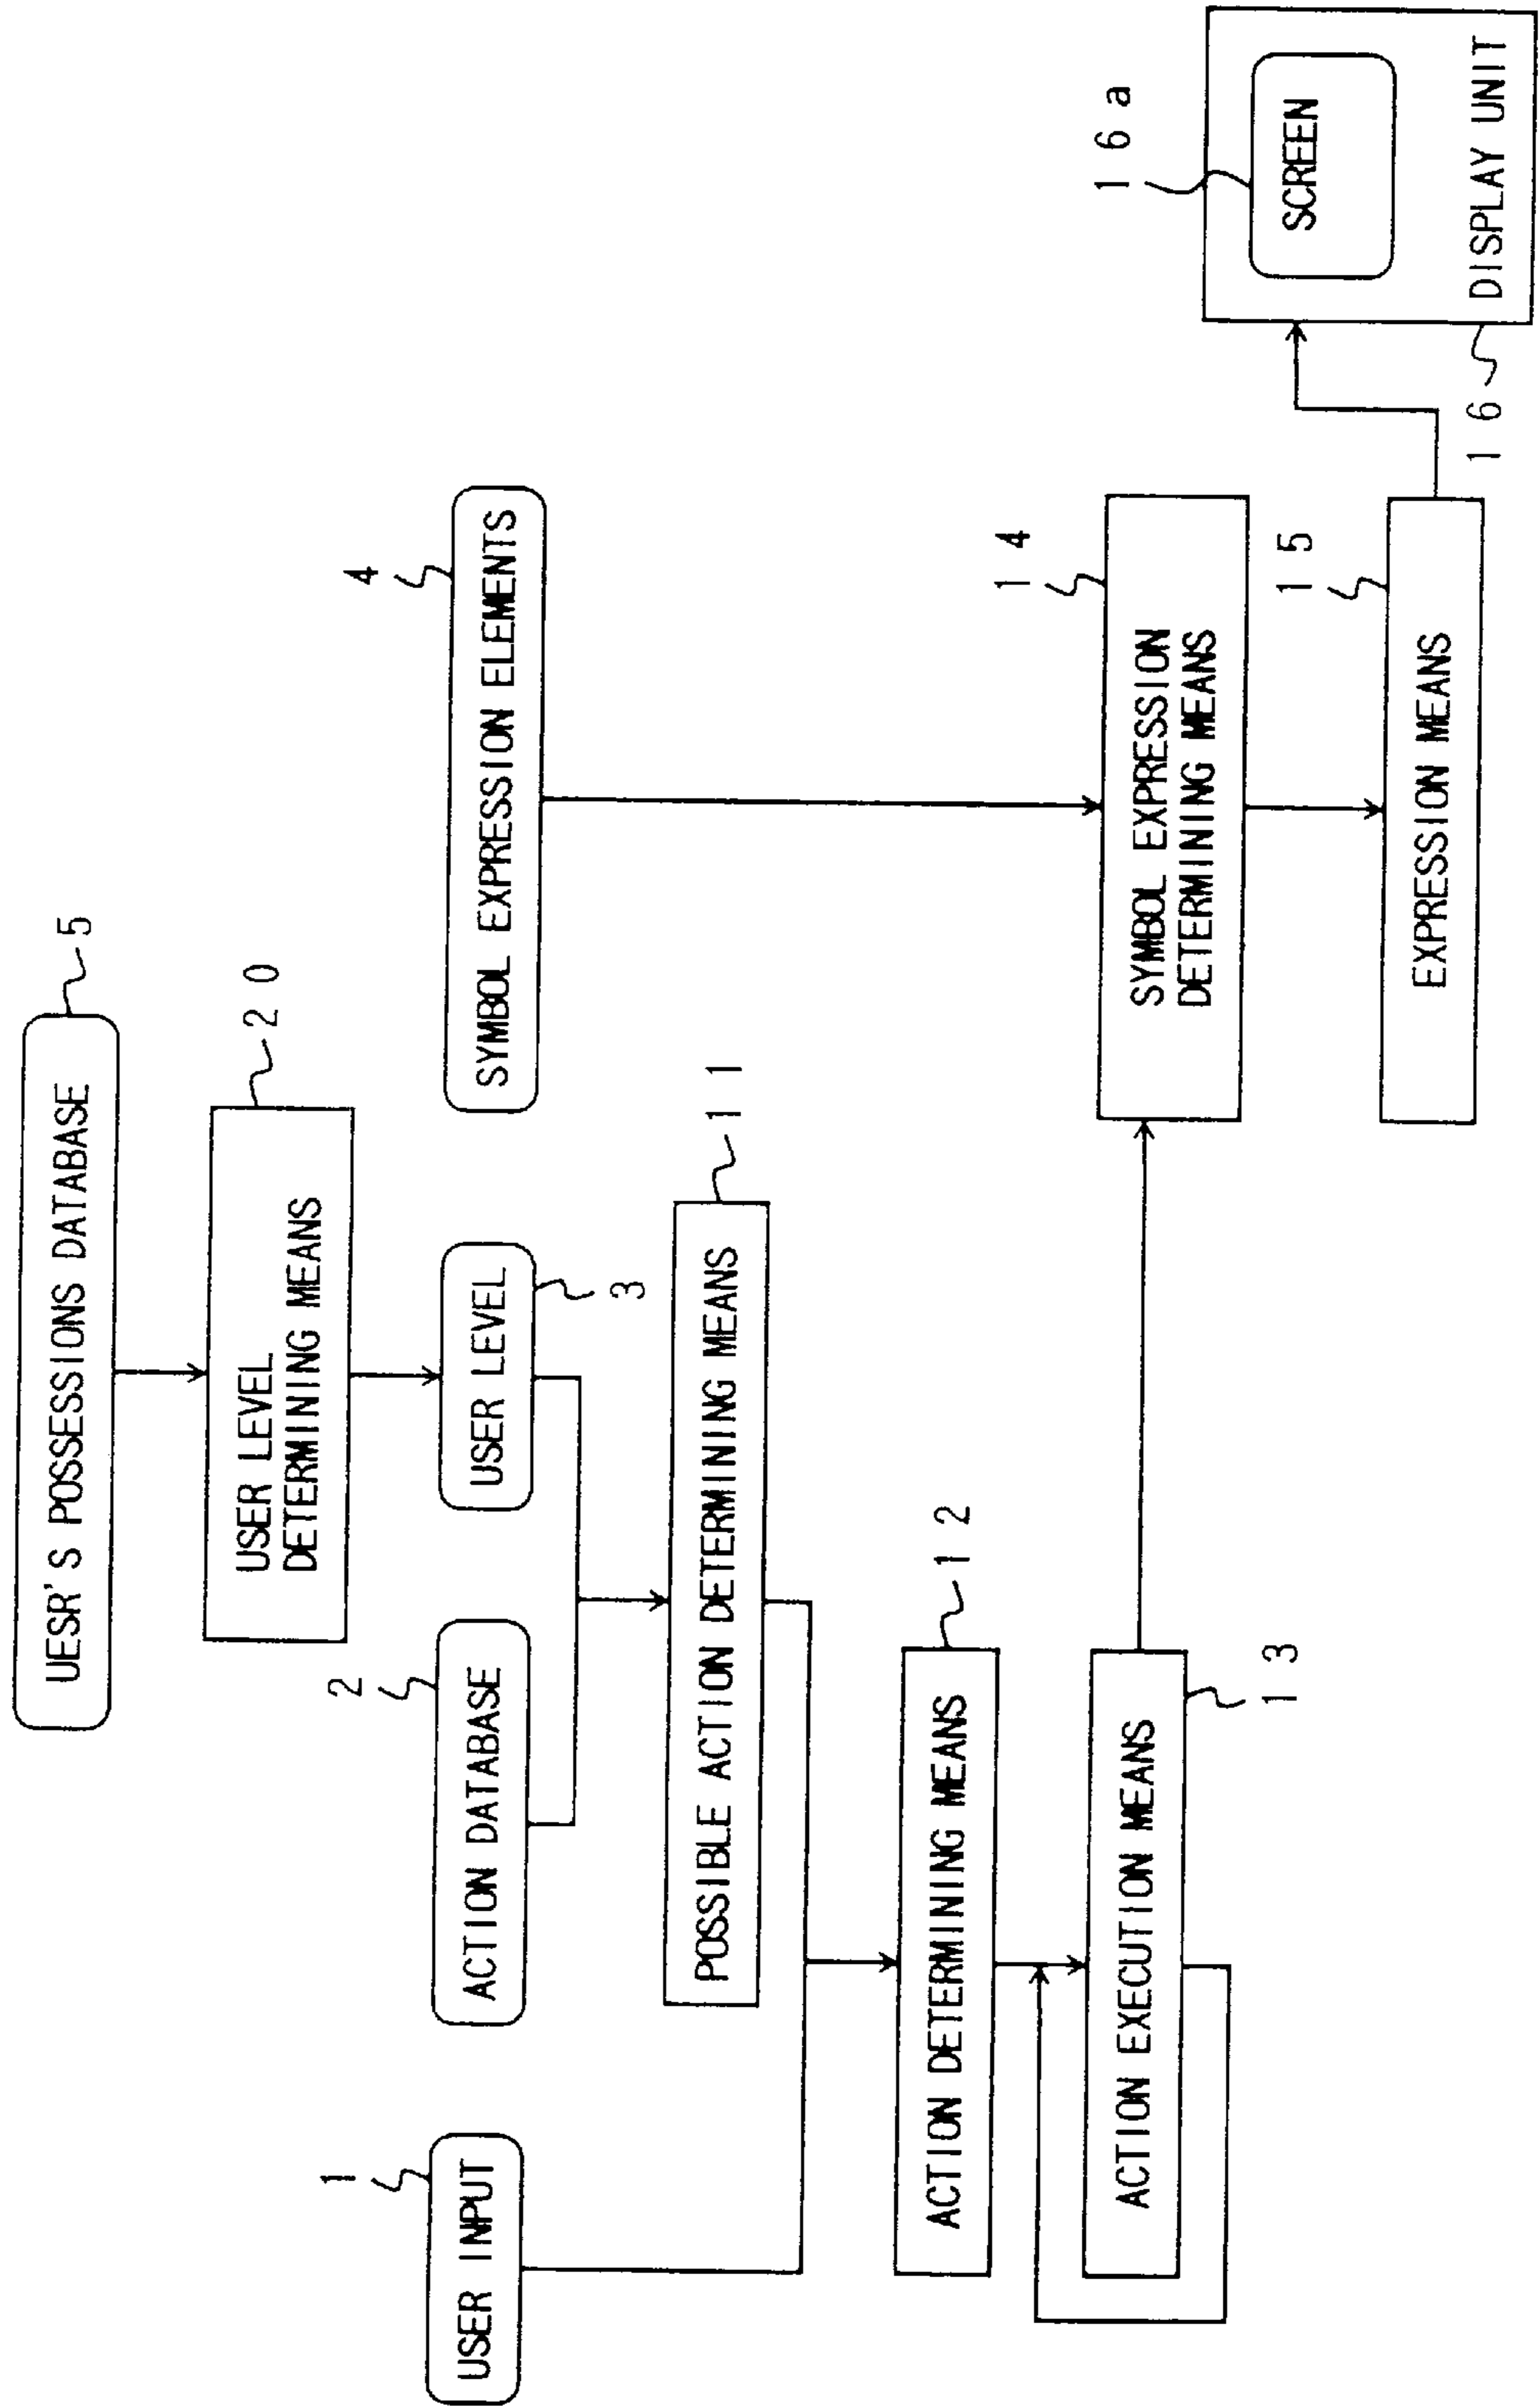 UESR'S POSSESSIONS DATABASE
5
USER LEVEL
DETERMINING MEANS
20
1
USER INPUT
2
ACTION DATABASE
USER LEVEL
3
4
SYMBOL EXPRESSION ELEMENTS
POSSIBLE ACTION DETERMINING MEANS
11
ACTION DETERMINING MEANS
12
ACTION EXECUTION MEANS
13
14
SYMBOL EXPRESSION
DETERMINING MEANS
15
EXPRESSION MEANS
16a
SCREEN
DISPLAY UNIT
16